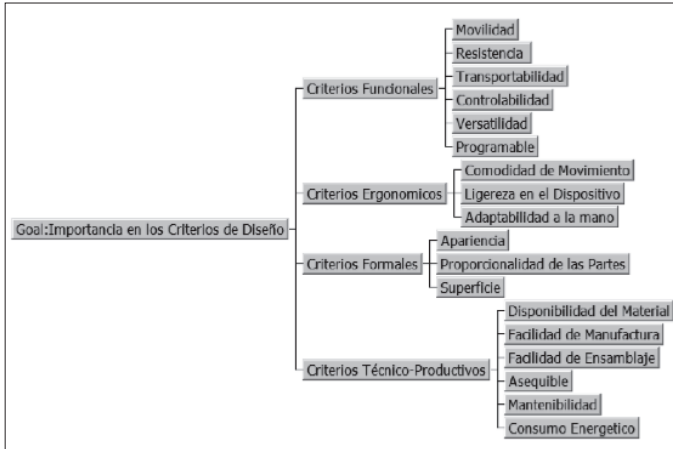 Goal:Importancia en los Criterios de Diseño
Criterios Funcionales
Movilidad
Resistencia
Transportabilidad
Controlabilidad
Versatilidad
Programable
Criterios Ergonomicos
Comodidad de Movimiento
Ligereza en el Dispositivo
Adaptabilidad a la mano
Criterios Formales
Apariencia
Proporcionalidad de las Partes
Superficie
Criterios Técnico-Productivos
Disponibilidad del Material
Facilidad de Manufactura
Facilidad de Ensamblaje
Asequible
Mantenibilidad
Consumo Energetico